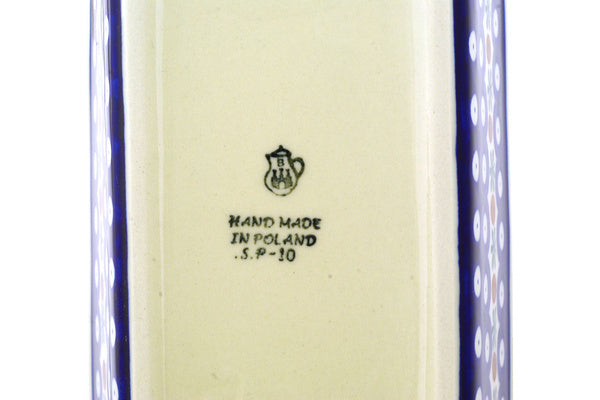 B
HAND MADE
IN POLAND
.S.P-10